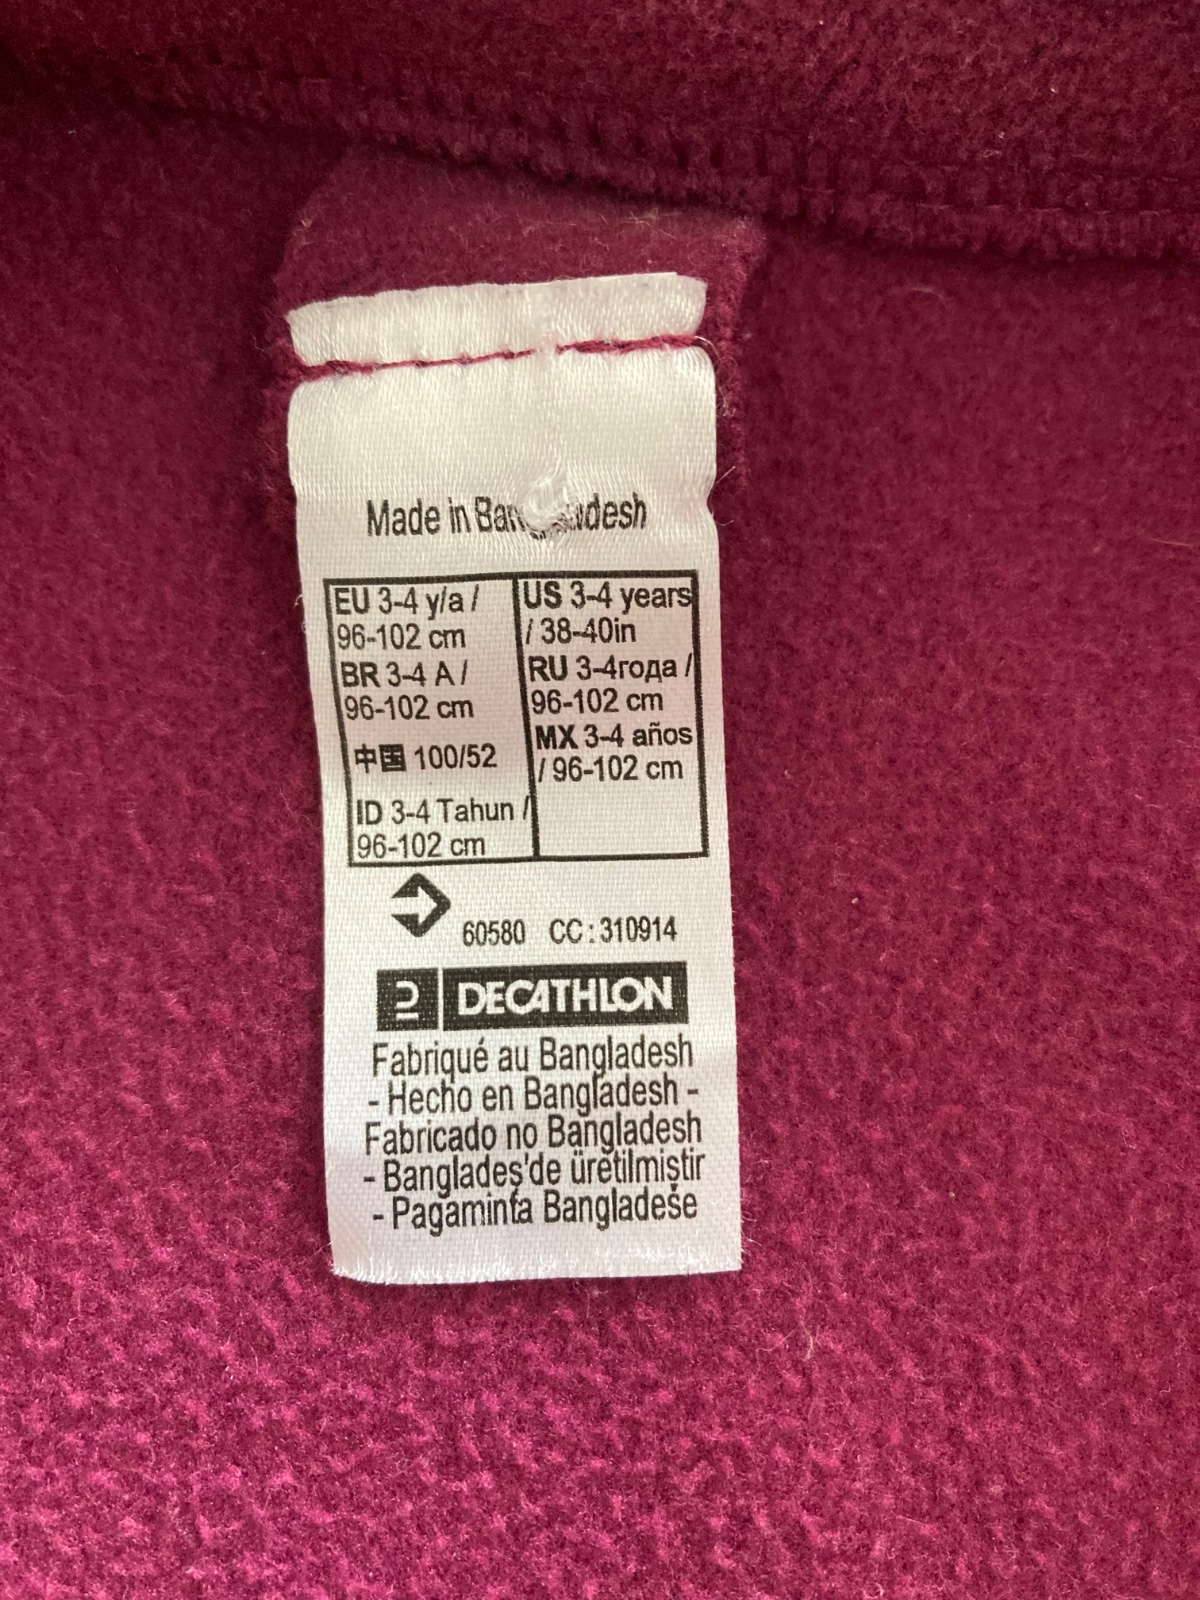 Made in Bangladesh
EU 3-4 y/a /
96-102 cm
BR 3-4 A /
96-102 cm
中国 100/52
ID 3-4 Tahun /
96-102 cm
US 3-4 years
/ 38-40in
RU 3-4года /
96-102 cm
MX 3-4 años
/ 96-102 cm
60580 CC : 310914
DECATHLON
Fabriqué au Bangladesh
- Hecho en Bangladesh -
Fabricado no Bangladesh
- Bangladeş'de üretilmiştir
- Pagaminta Bangladeše